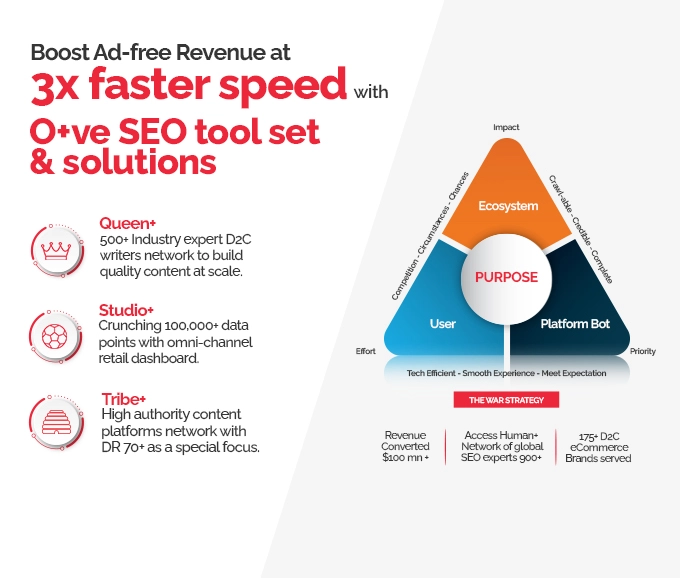 Boost Ad-free Revenue at
3x faster speed with
O+ve SEO tool set
& solutions
Queen+
500+ Industry expert D2C
writers network to build
quality content at scale.
Studio+
Crunching 100,000+ data
points with omni-channel
retail dashboard.
Tribe+
High authority content
platforms network with
DR 70+ as a special focus.
Impact
Competition - Circumstances - Chances
Crawl-able - Credible - Complete
Ecosystem
PURPOSE
User
Platform Bot
Effort
Priority
Tech Efficient - Smooth Experience - Meet Expectation
THE WAR STRATEGY
Revenue
Converted
$100 mn +
Access Human+
Network of global
SEO experts 900+
175+ D2C
eCommerce
Brands served